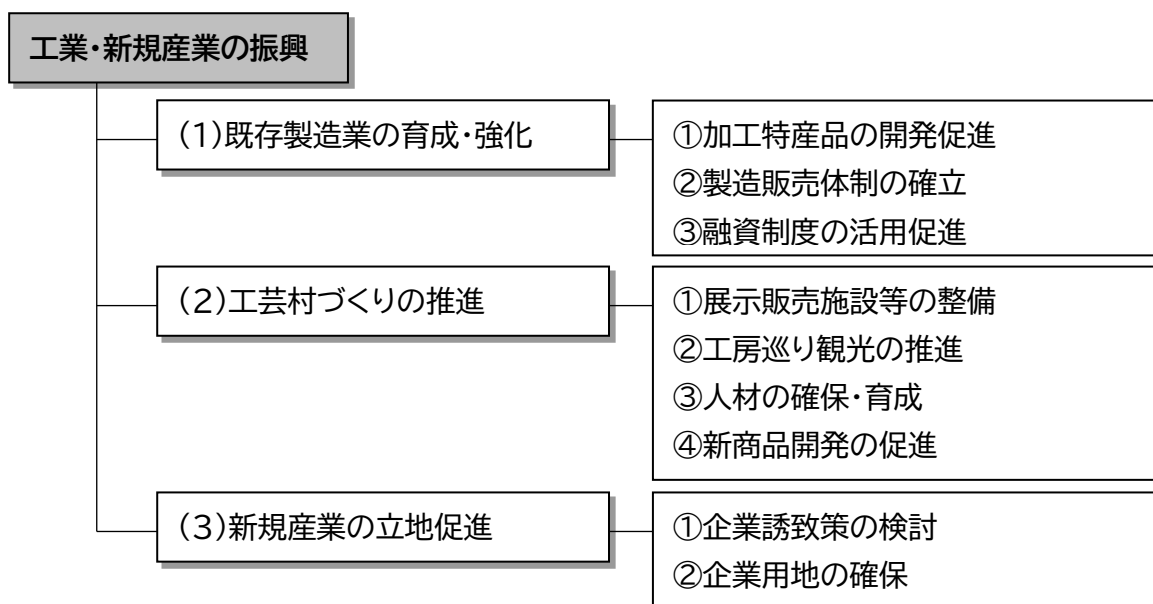 工業・新規産業の振興
(1)既存製造業の育成・強化
①加工特産品の開発促進
②製造販売体制の確立
③融資制度の活用促進
(2)工芸村づくりの推進
①展示販売施設等の整備
②工房巡り観光の推進
③人材の確保・育成
④新商品開発の促進
(3)新規産業の立地促進
①企業誘致策の検討
②企業用地の確保